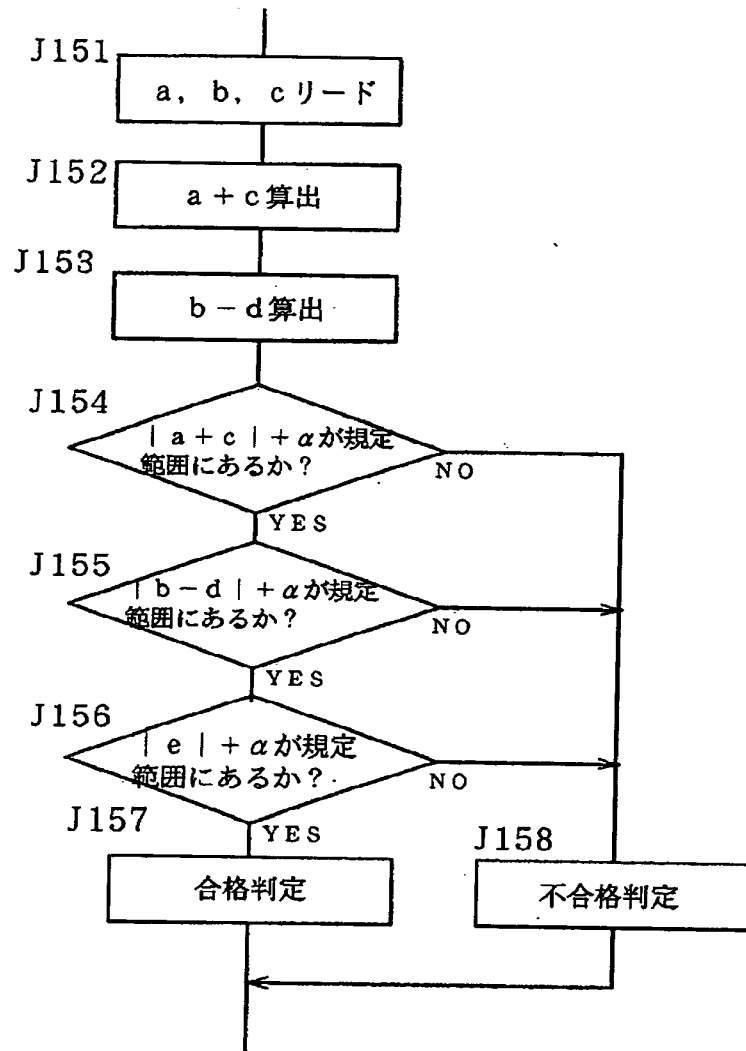 J151
a, b, cリード
J152
a+c算出
J153
b-d算出
J154
|a+c|+αが規定
範囲にあるか?
NO
YES
J155
|b-d|+αが規定
範囲にあるか?
NO
YES
J156
|e|+αが規定
範囲にあるか?
NO
YES
J157
合格判定
J158
不合格判定